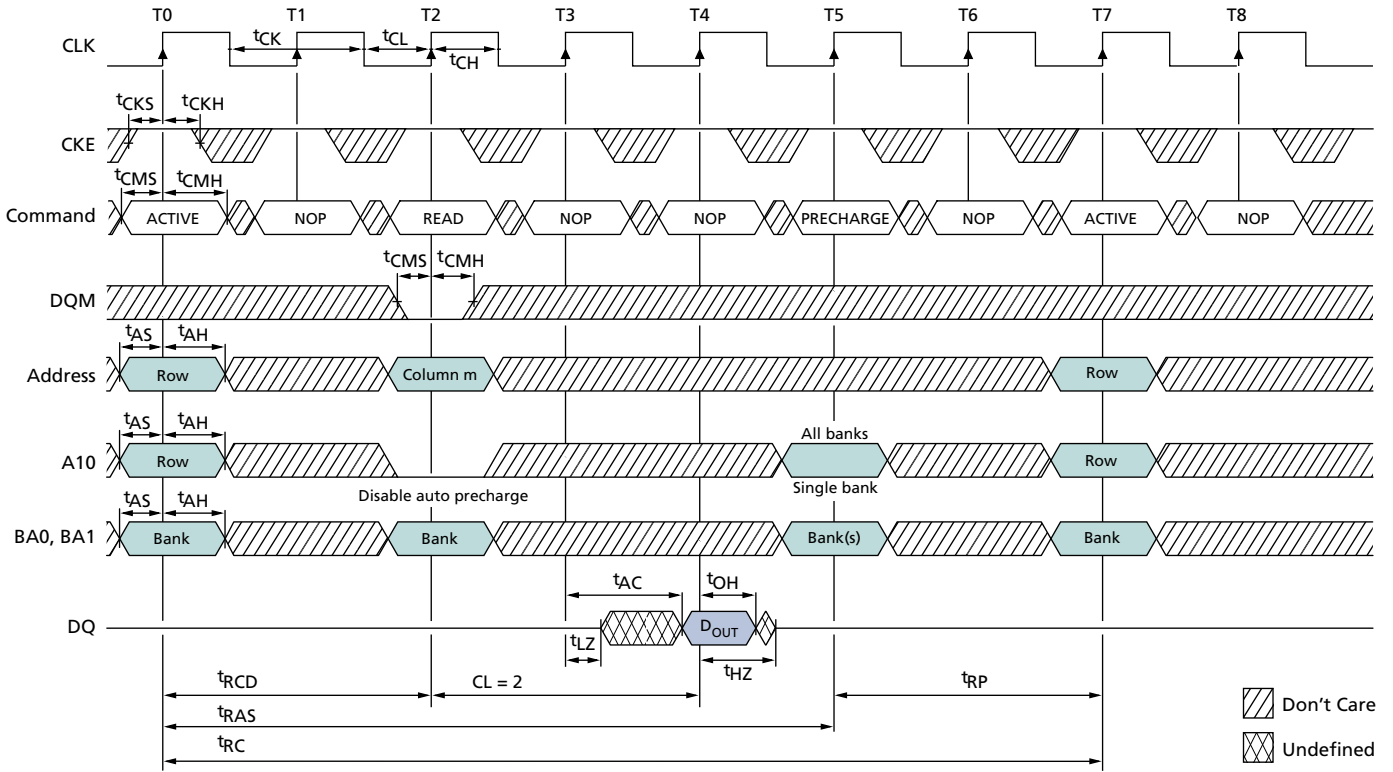 T0 T1 T2 T3 T4 T5 T6 T7 T8
CLK
tCK tCL
tCH
tCKS tCKH
CKE
tCMS tCMH
Command ACTIVE NOP READ NOP NOP PRECHARGE NOP ACTIVE NOP
tCMS tCMH
DQM
tAS tAH
Address Row Column m Row
tAS tAH
All banks
A10 Row Row
Disable auto precharge Single bank
tAS tAH
BA0, BA1 Bank Bank Bank(s) Bank
tAC tOH
DQ DOUT
tLZ tHZ
tRCD CL = 2 tRP
tRAS
tRC
Don't Care
Undefined